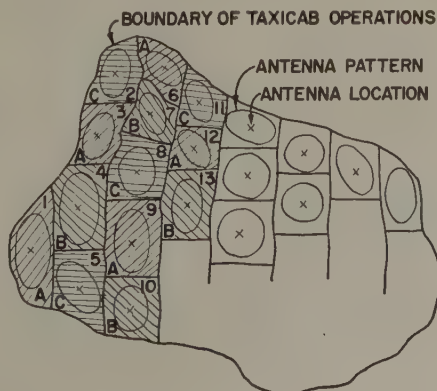 BOUNDARY OF TAXICAB OPERATIONS
ANTENNA PATTERN
ANTENNA LOCATION
A
C 2
6
11
C
3
7
B
12
A
8
A
1
4
C
13
9
B
B
5
A
A
C
10
B